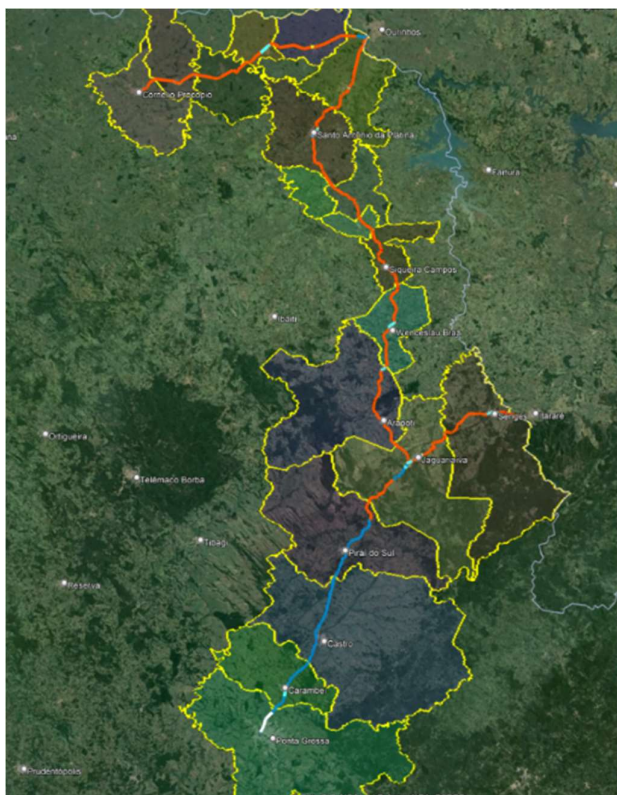 Ourinhos
Cornélio Procópio
Santo Antônio da Platina
Fartura
Siqueira Campos
Ibaiti
Wenceslau Braz
Arapoti
Sengés
Itararé
Ortigueira
Jaguariaíva
Telêmaco Borba
Tibagi
Piraí do Sul
Reserva
Castro
Carambeí
Ponta Grossa
Prudentópolis